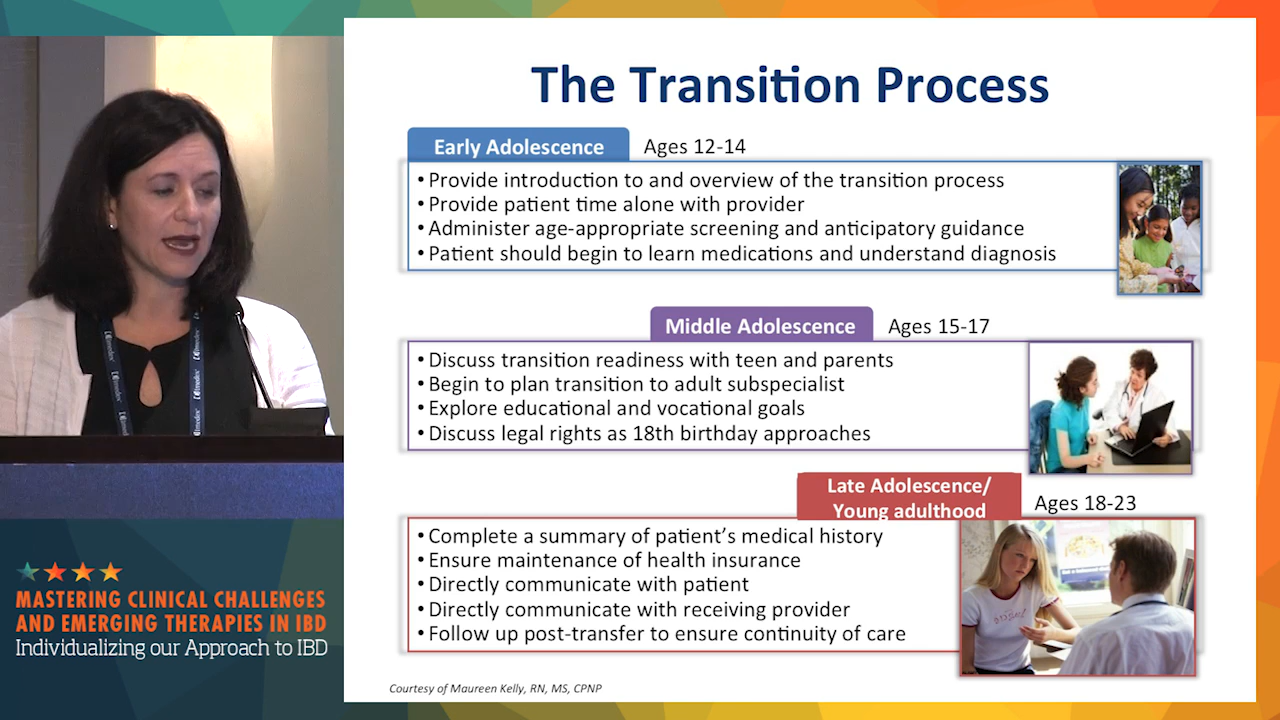 The Transition Process
Early Adolescence
Ages 12-14
• Provide introduction to and overview of the transition process
• Provide patient time alone with provider
• Administer age-appropriate screening and anticipatory guidance
• Patient should begin to learn medications and understand diagnosis
Middle Adolescence
Ages 15-17
• Discuss transition readiness with teen and parents
• Begin to plan transition to adult subspecialist
• Explore educational and vocational goals
• Discuss legal rights as 18th birthday approaches
Late Adolescence/
Young adulthood
Ages 18-23
• Complete a summary of patient's medical history
• Ensure maintenance of health insurance
• Directly communicate with patient
• Directly communicate with receiving provider
• Follow up post-transfer to ensure continuity of care
Courtesy of Maureen Kelly, RN, MS, CPNP
MASTERING CLINICAL CHALLENGES
AND EMERGING THERAPIES IN IBD
Individualizing our Approach to IBD
imedex
imedex